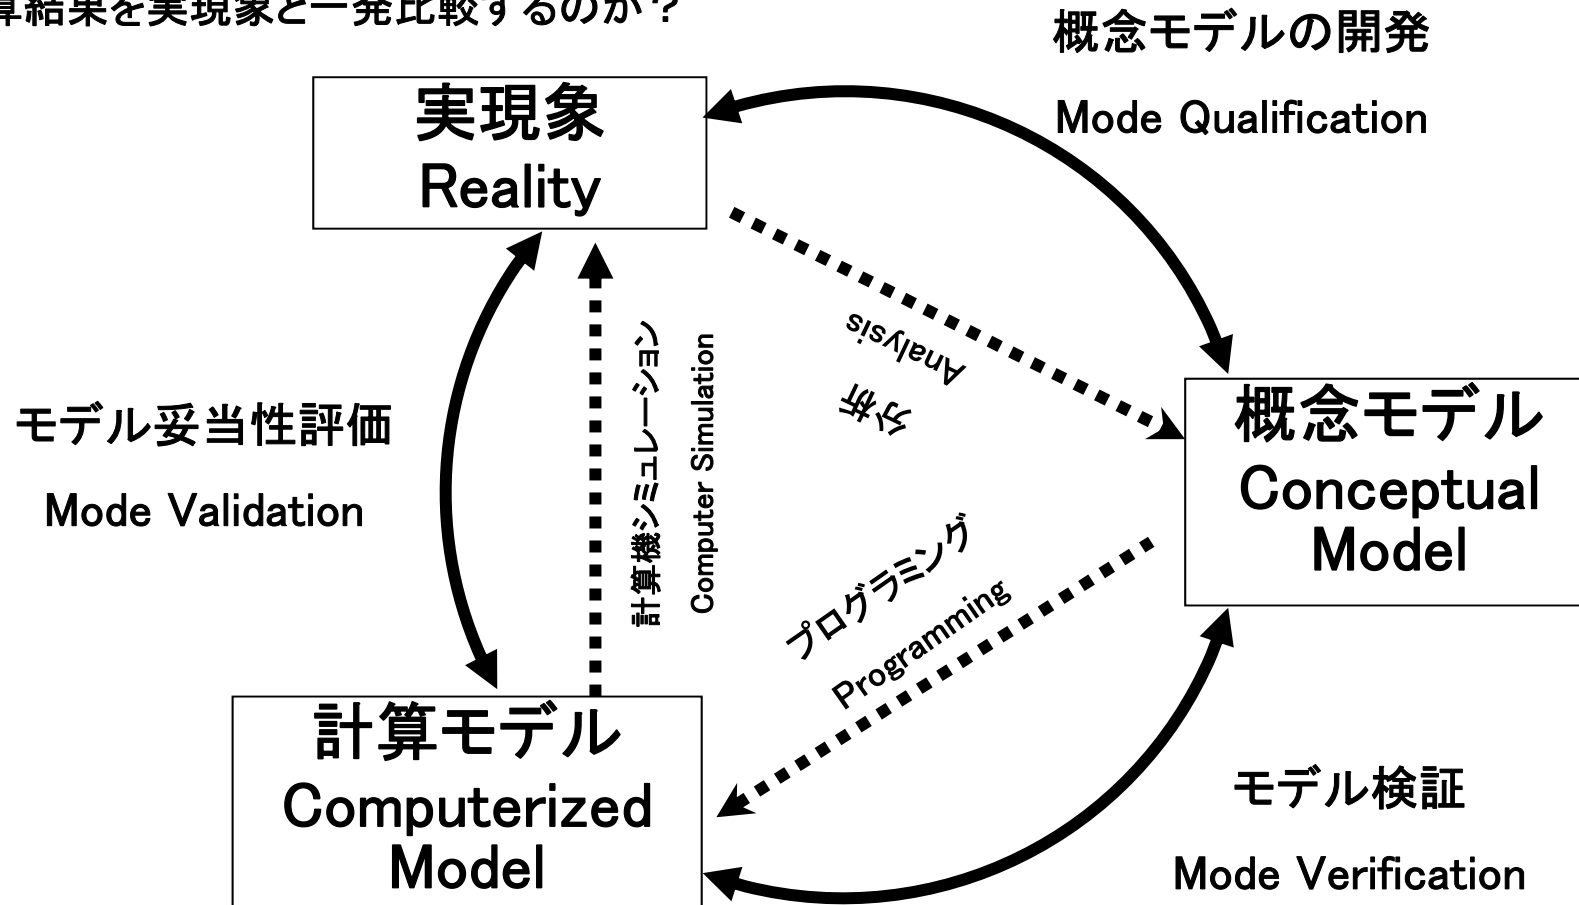 算結果を実現象と一発比較するのか？
概念モデルの開発
Mode Qualification
実現象
Reality
分析
Analysis
計算機シミュレーション
Computer Simulation
モデル妥当性評価
Mode Validation
概念モデル
Conceptual
Model
プログラミング
Programming
計算モデル
Computerized
Model
モデル検証
Mode Verification